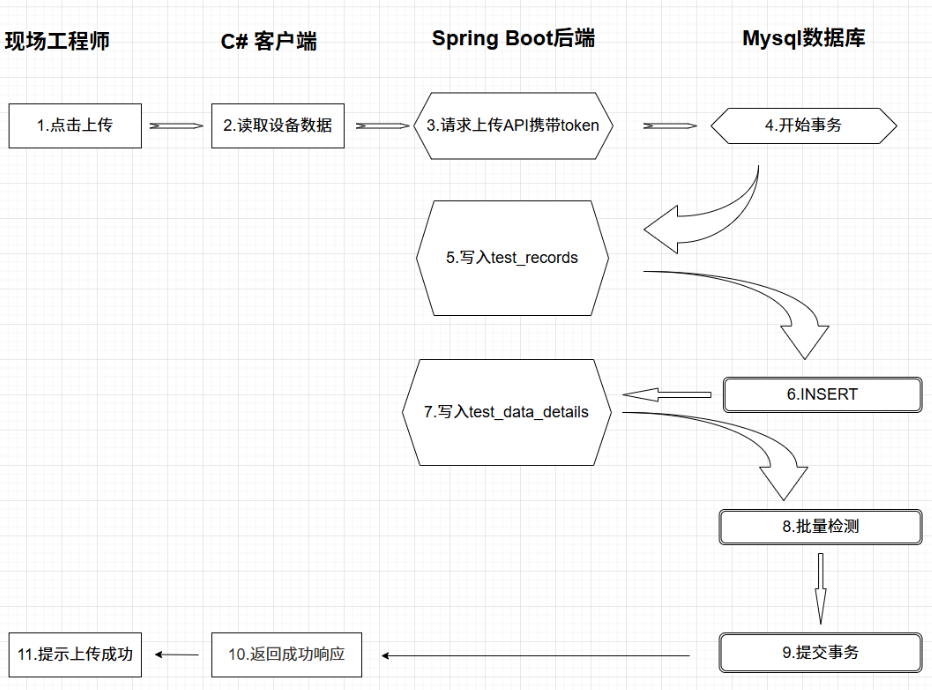 现场工程师
C# 客户端
Spring Boot后端
Mysql数据库
1.点击上传
2.读取设备数据
3.请求上传API携带token
4.开始事务
5.写入test_records
6.INSERT
7.写入test_data_details
8.批量检测
9.提交事务
10.返回成功响应
11.提示上传成功